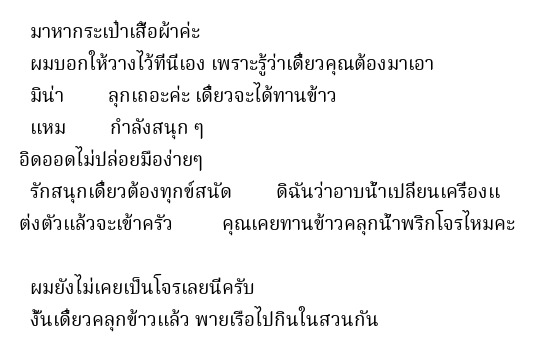 มาหากระเป๋าเสื้อผ้าค่ะ
ผมบอกให้วางไว้ที่นี่เอง เพราะรู้ว่าเดี๋ยวคุณต้องมาเอา
มิน่า ลุกเถอะค่ะ เดี๋ยวจะได้ทานข้าว
แหม กำลังสนุก ๆ
อิดออดไม่ปล่อยมือง่ายๆ
รักสนุกเดี๋ยวต้องทุกข์สนัด ดิฉันว่าอาบน้ำเปลี่ยนเครื่องแ
ต่งตัวแล้วจะเข้าครัว คุณเคยทานข้าวคลุกน้ำพริกโจรไหมคะ
ผมยังไม่เคยเป็นโจรเลยนี่ครับ
งั้นเดี๋ยวคลุกข้าวแล้ว พายเรือไปกินในสวนกัน